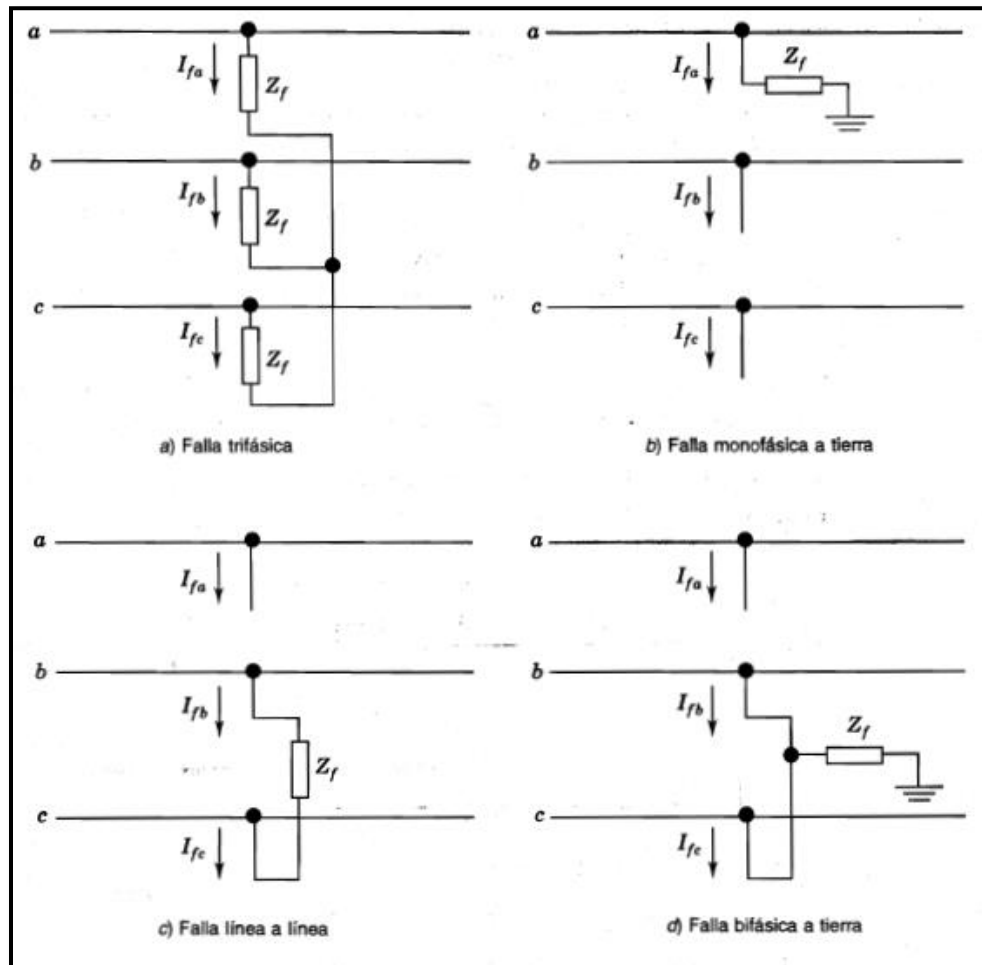 a
I_fa
Z_f
b
I_fb
Z_f
c
I_fc
Z_f
a) Falla trifásica
a
I_fa
Z_f
b
I_fb
c
I_fc
b) Falla monofásica a tierra
a
I_fa
b
I_fb
Z_f
c
I_fc
c) Falla línea a línea
a
I_fa
b
I_fb
Z_f
c
I_fc
d) Falla bifásica a tierra